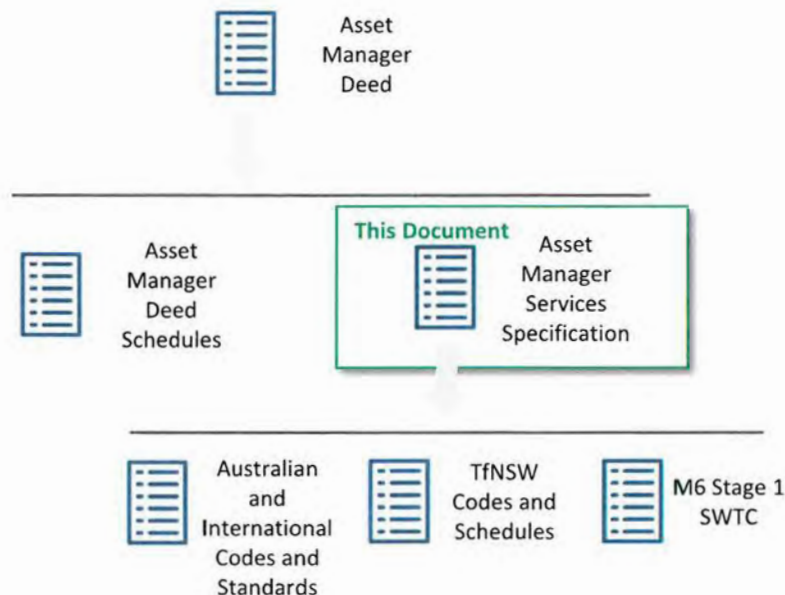 Asset
Manager
Deed
Asset
Manager
Deed
Schedules
This Document
Asset
Manager
Services
Specification
Australian
and
International
Codes and
Standards
TfNSW
Codes and
Schedules
M6 Stage 1
SWTC